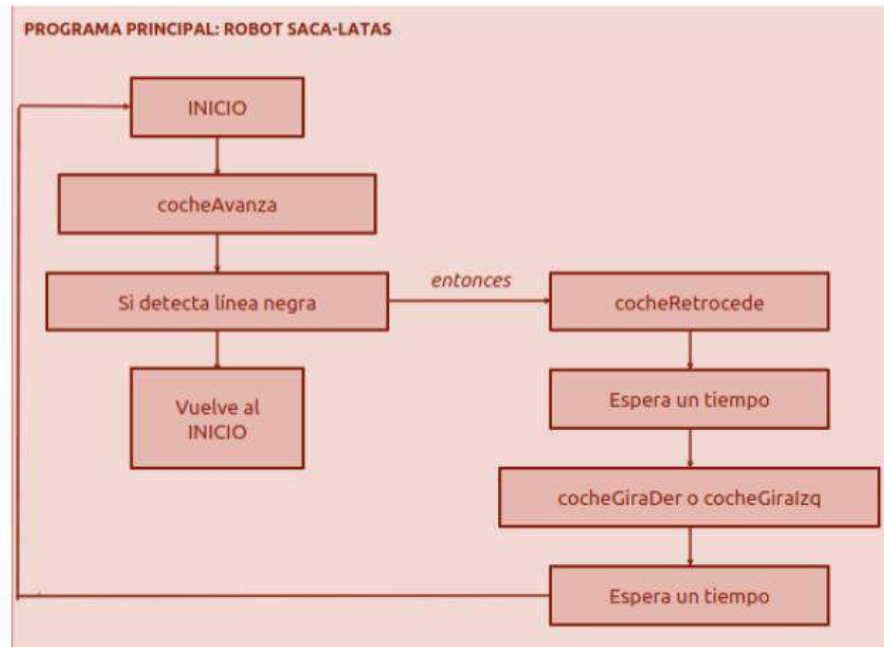 PROGRAMA PRINCIPAL: ROBOT SACA-LATAS
INICIO
cocheAvanza
Si detecta línea negra
entonces
Vuelve al
INICIO
cocheRetrocede
Espera un tiempo
cocheGiraDer o cocheGiraIzq
Espera un tiempo